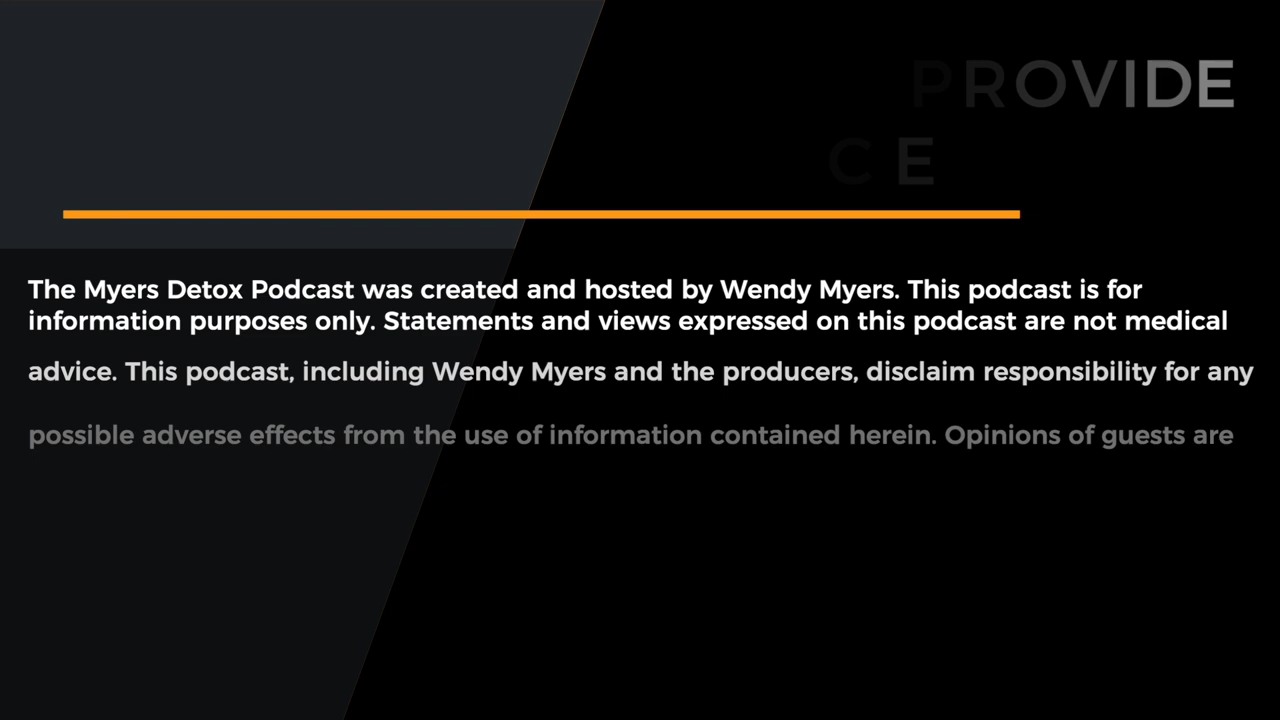 PROVIDE
CE
The Myers Detox Podcast was created and hosted by Wendy Myers. This podcast is for
information purposes only. Statements and views expressed on this podcast are not medical
advice. This podcast, including Wendy Myers and the producers, disclaim responsibility for any
possible adverse effects from the use of information contained herein. Opinions of guests are